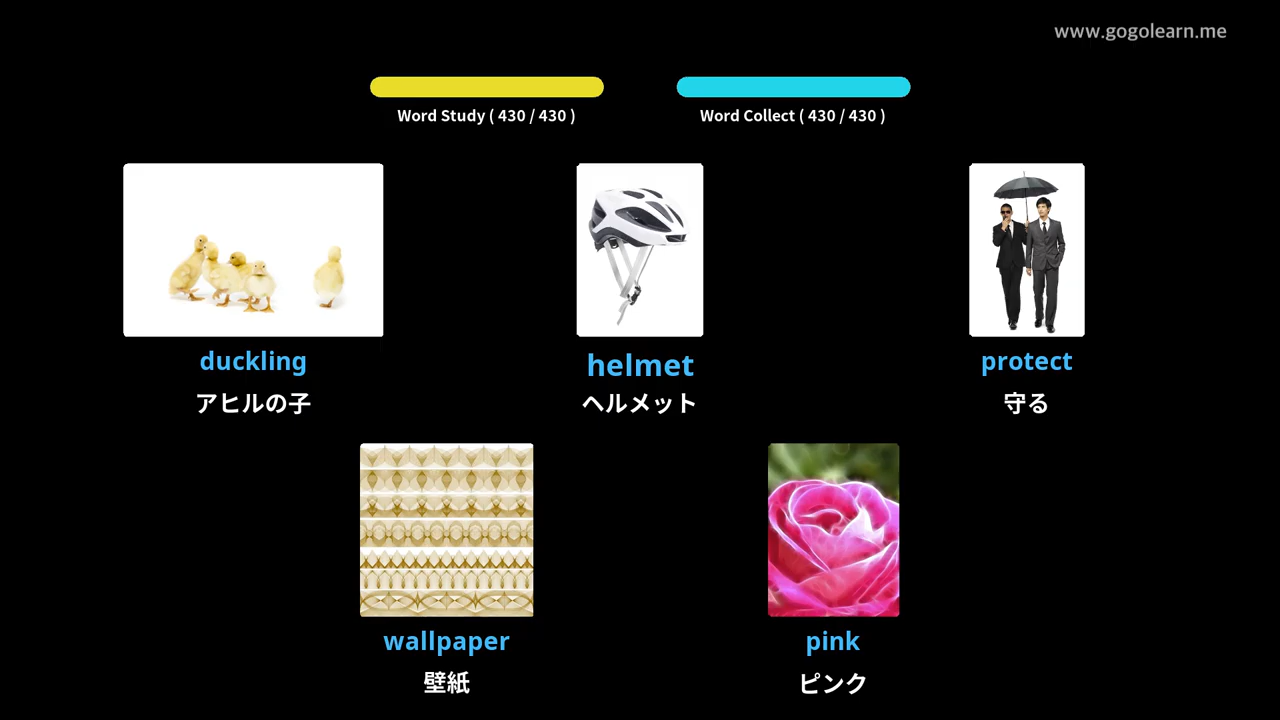 www.gogolearn.me
Word Study ( 430 / 430 )
Word Collect ( 430 / 430 )
duckling
アヒルの子
helmet
ヘルメット
protect
守る
wallpaper
壁紙
pink
ピンク